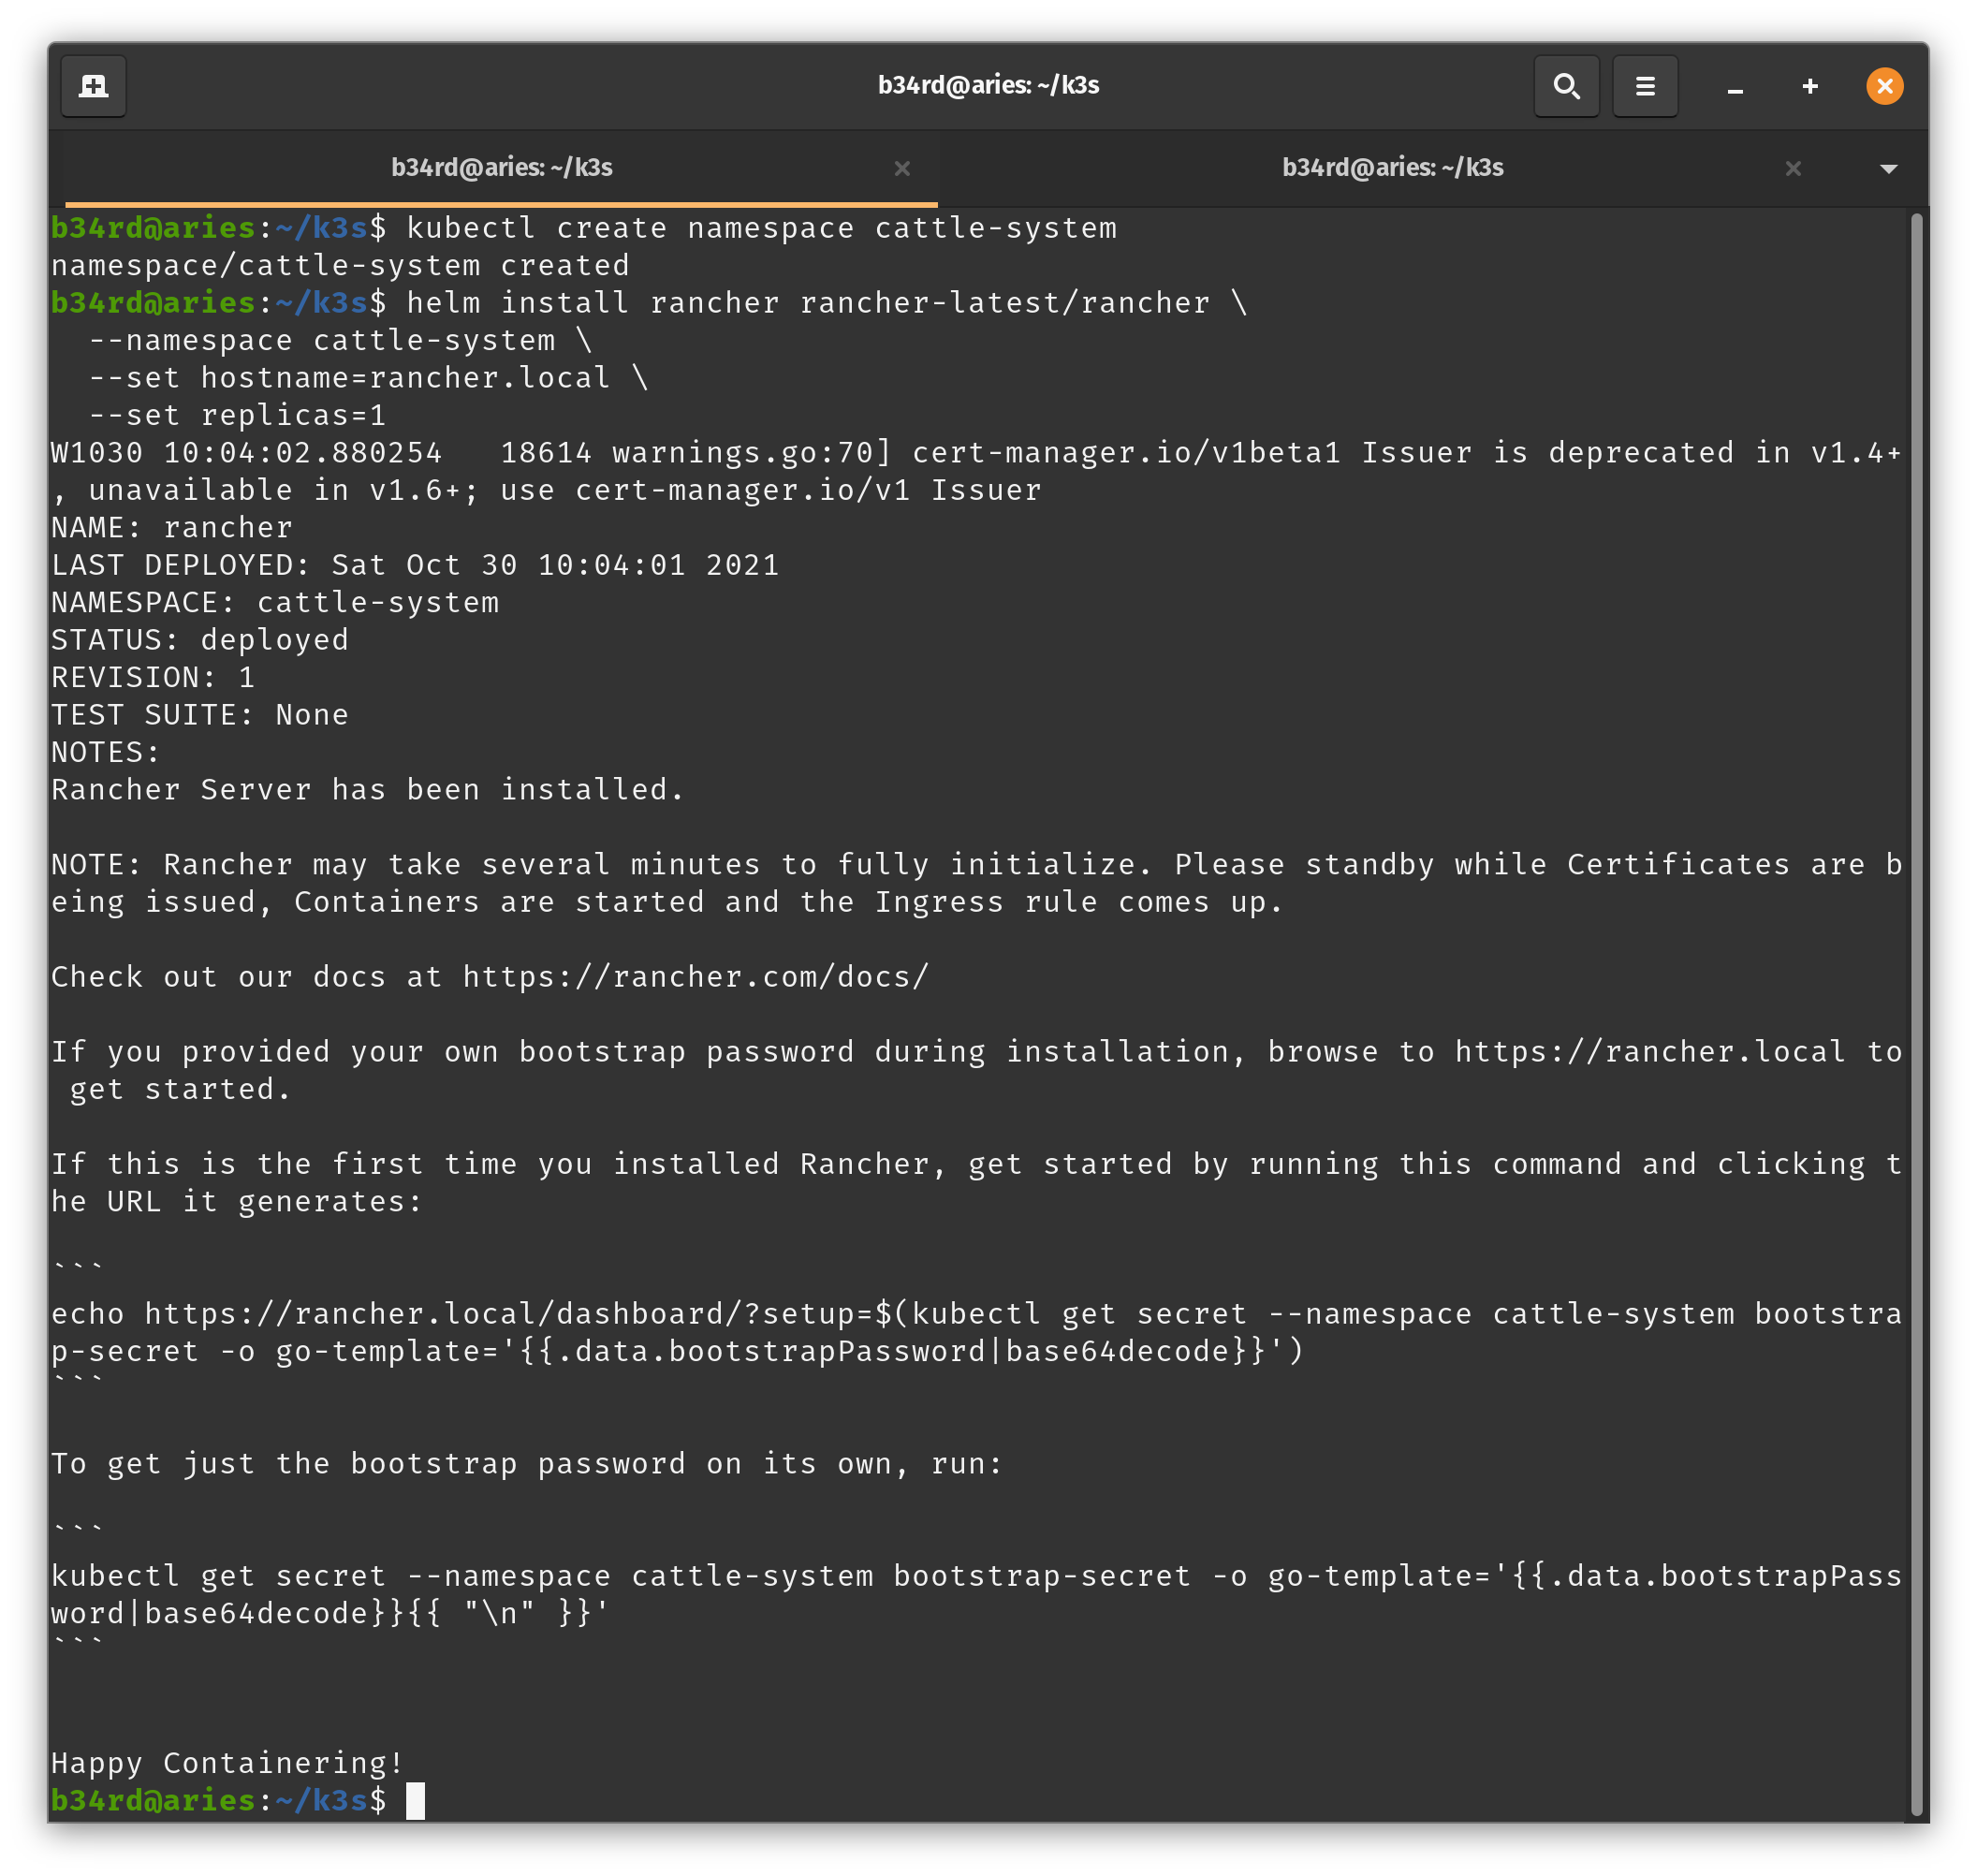 b34rd@aries: ~/k3s
b34rd@aries: ~/k3s
b34rd@aries: ~/k3s
b34rd@aries:~/k3s$ kubectl create namespace cattle-system
namespace/cattle-system created
b34rd@aries:~/k3s$ helm install rancher rancher-latest/rancher \
  --namespace cattle-system \
  --set hostname=rancher.local \
  --set replicas=1
W1030 10:04:02.880254   18614 warnings.go:70] cert-manager.io/v1beta1 Issuer is deprecated in v1.4+
, unavailable in v1.6+; use cert-manager.io/v1 Issuer
NAME: rancher
LAST DEPLOYED: Sat Oct 30 10:04:01 2021
NAMESPACE: cattle-system
STATUS: deployed
REVISION: 1
TEST SUITE: None
NOTES:
Rancher Server has been installed.

NOTE: Rancher may take several minutes to fully initialize. Please standby while Certificates are b
eing issued, Containers are started and the Ingress rule comes up.

Check out our docs at https://rancher.com/docs/

If you provided your own bootstrap password during installation, browse to https://rancher.local to
 get started.

If this is the first time you installed Rancher, get started by running this command and clicking t
he URL it generates:

```
echo https://rancher.local/dashboard/?setup=$(kubectl get secret --namespace cattle-system bootstra
p-secret -o go-template='{{.data.bootstrapPassword|base64decode}}')
```

To get just the bootstrap password on its own, run:

```
kubectl get secret --namespace cattle-system bootstrap-secret -o go-template='{{.data.bootstrapPass
word|base64decode}}{{ "\n" }}'
```

Happy Containering!
b34rd@aries:~/k3s$